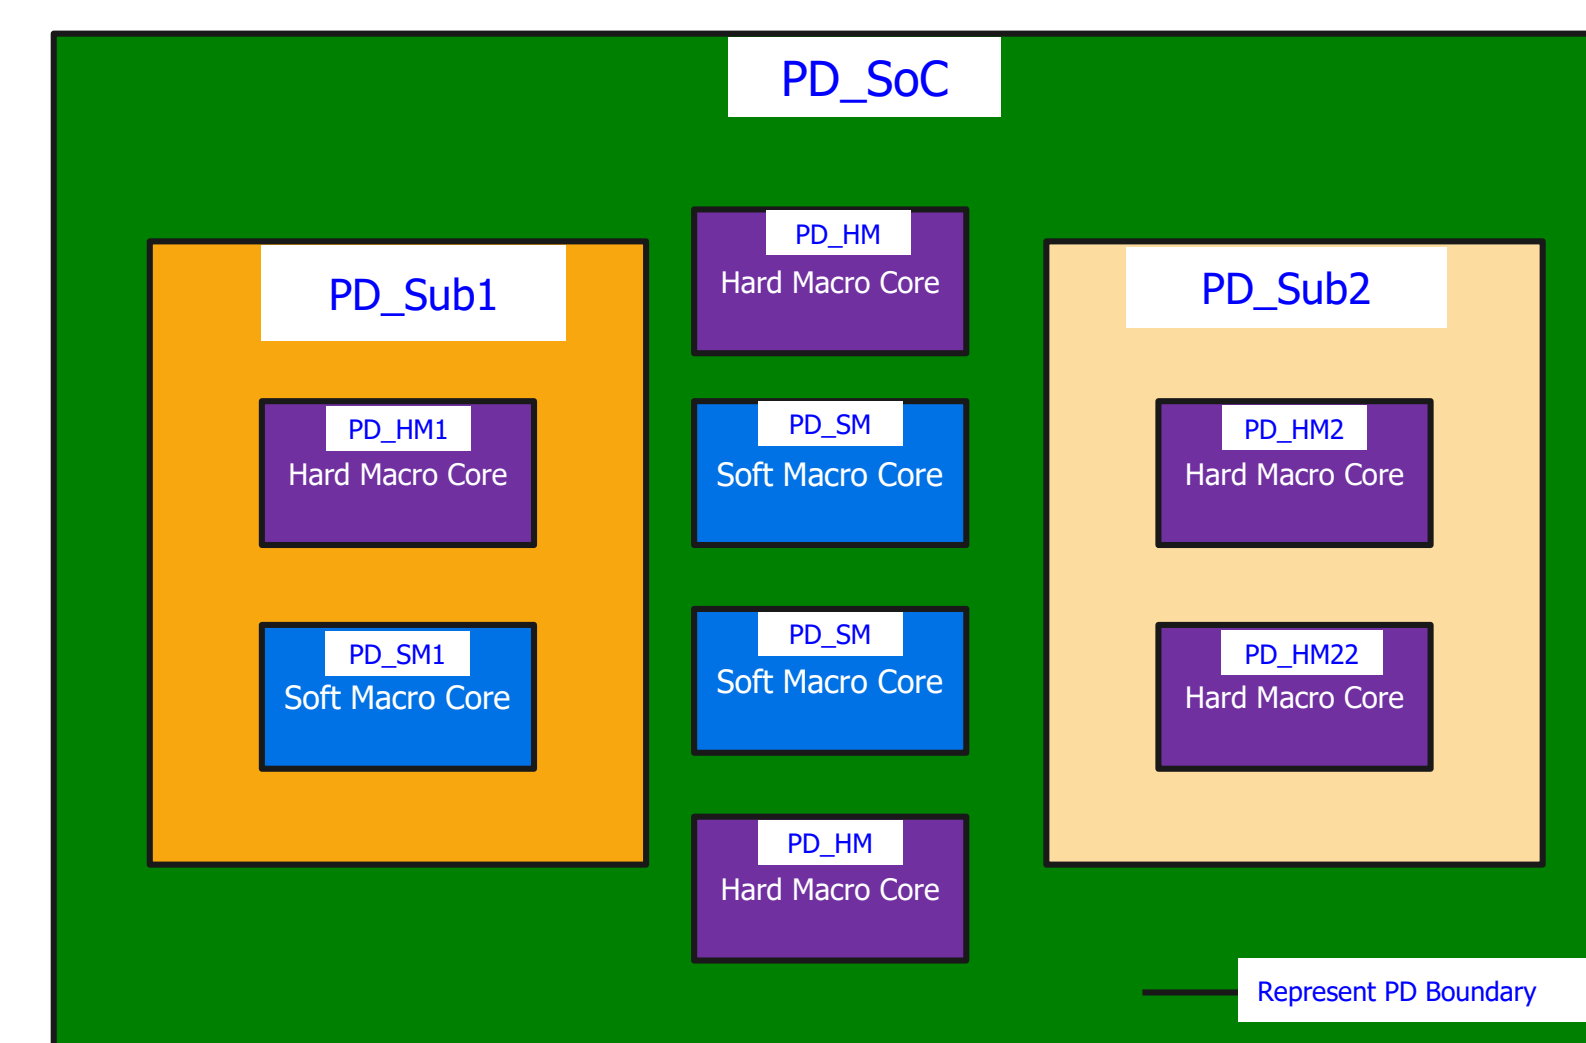 PD_SoC
PD_Sub1
PD_HM1
Hard Macro Core
PD_SM1
Soft Macro Core
PD_HM
Hard Macro Core
PD_SM
Soft Macro Core
PD_SM
Soft Macro Core
PD_HM
Hard Macro Core
PD_Sub2
PD_HM2
Hard Macro Core
PD_HM22
Hard Macro Core
Represent PD Boundary